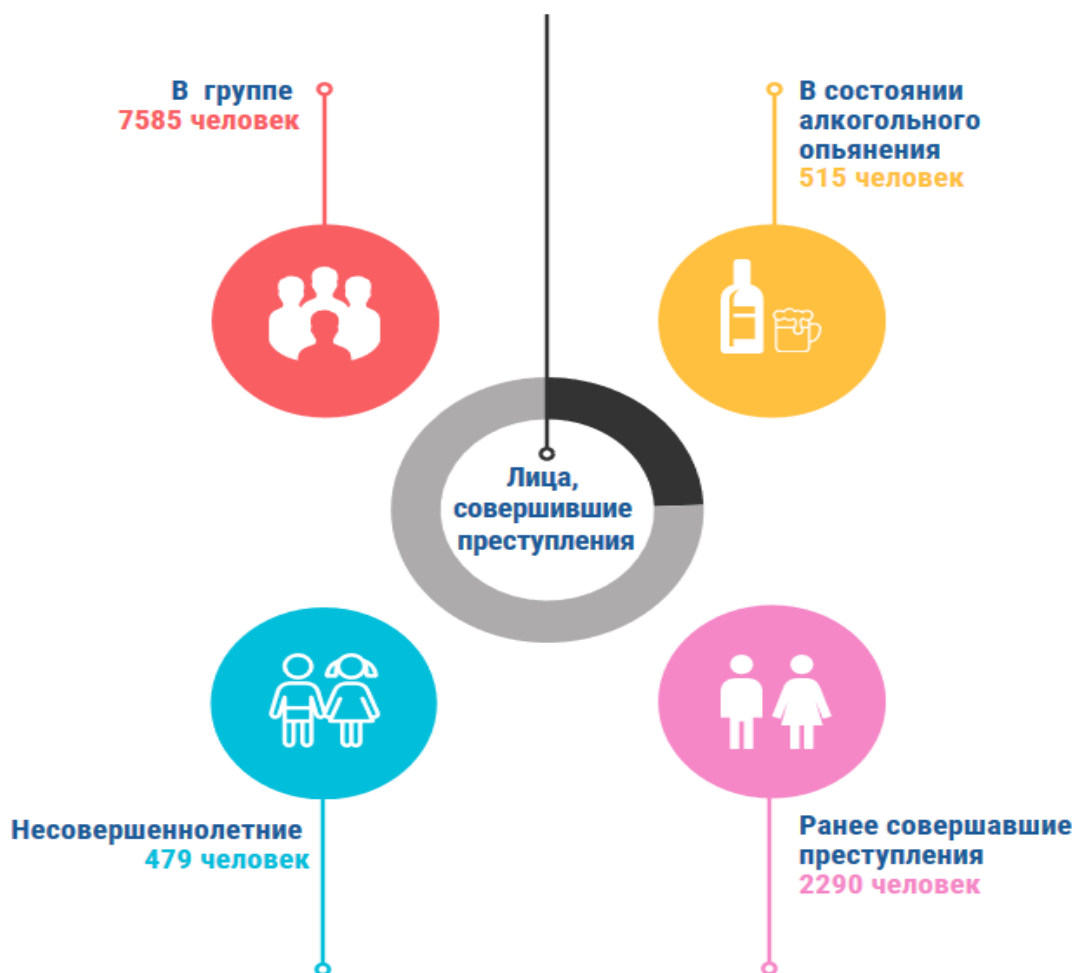 В группе
7585 человек
В состоянии
алкогольного
опьянения
515 человек
Лица,
совершившие
преступления
Несовершеннолетние
479 человек
Ранее совершавшие
преступления
2290 человек